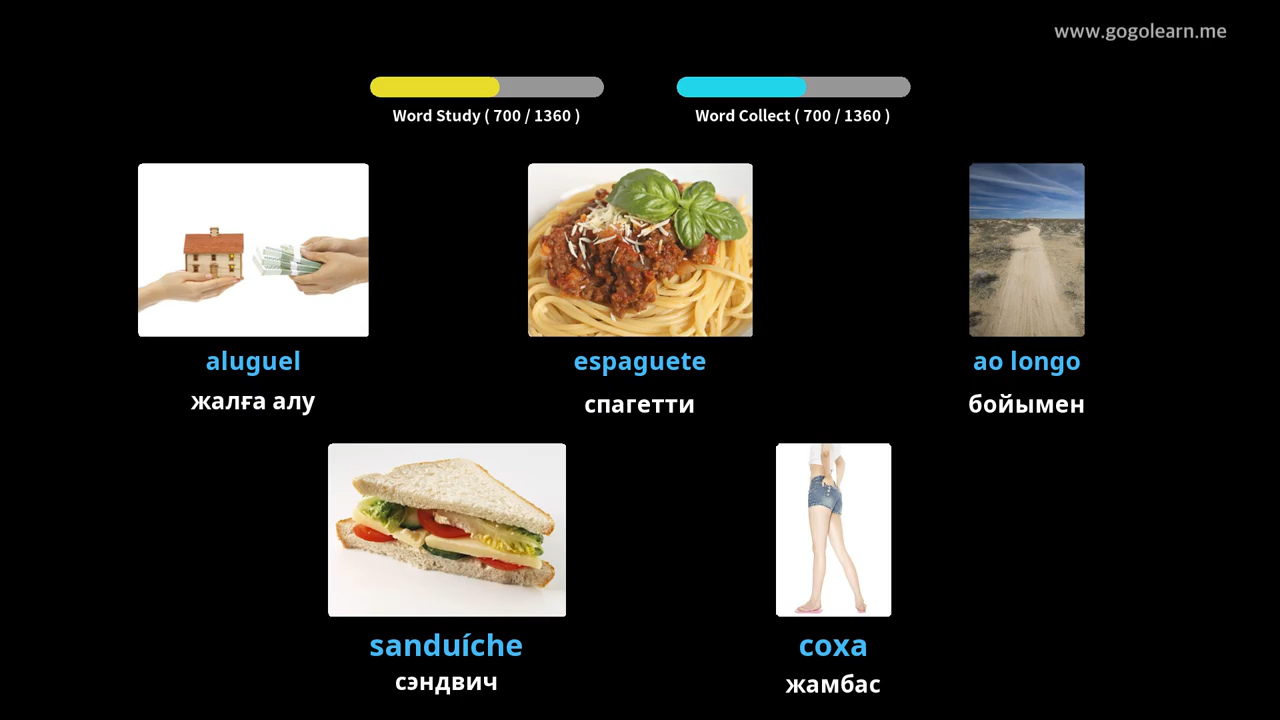 www.gogolearn.me
Word Study ( 700 / 1360 )
Word Collect ( 700 / 1360 )
aluguel
жалға алу
espaguete
спагетти
ao longo
бойымен
sanduíche
сэндвич
coxa
жамбас